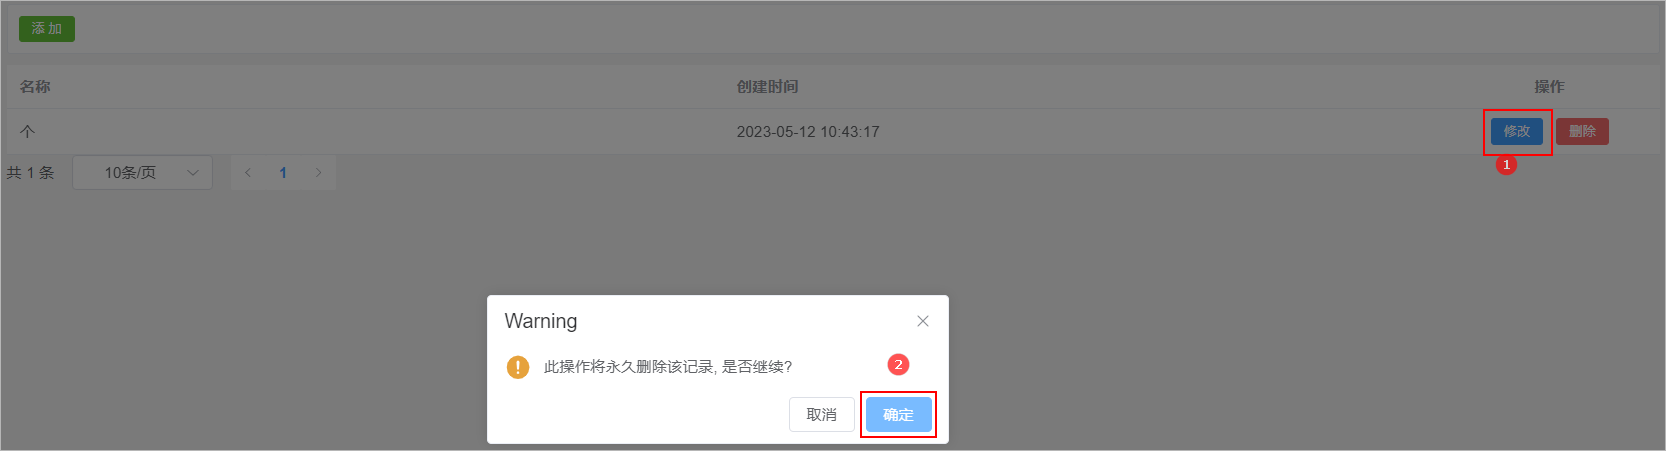 添加
名称 创建时间 操作
个 2023-05-12 10:43:17 修改 删除
1
共 1 条 10条/页 1
Warning
此操作将永久删除该记录, 是否继续?
2
取消 确定